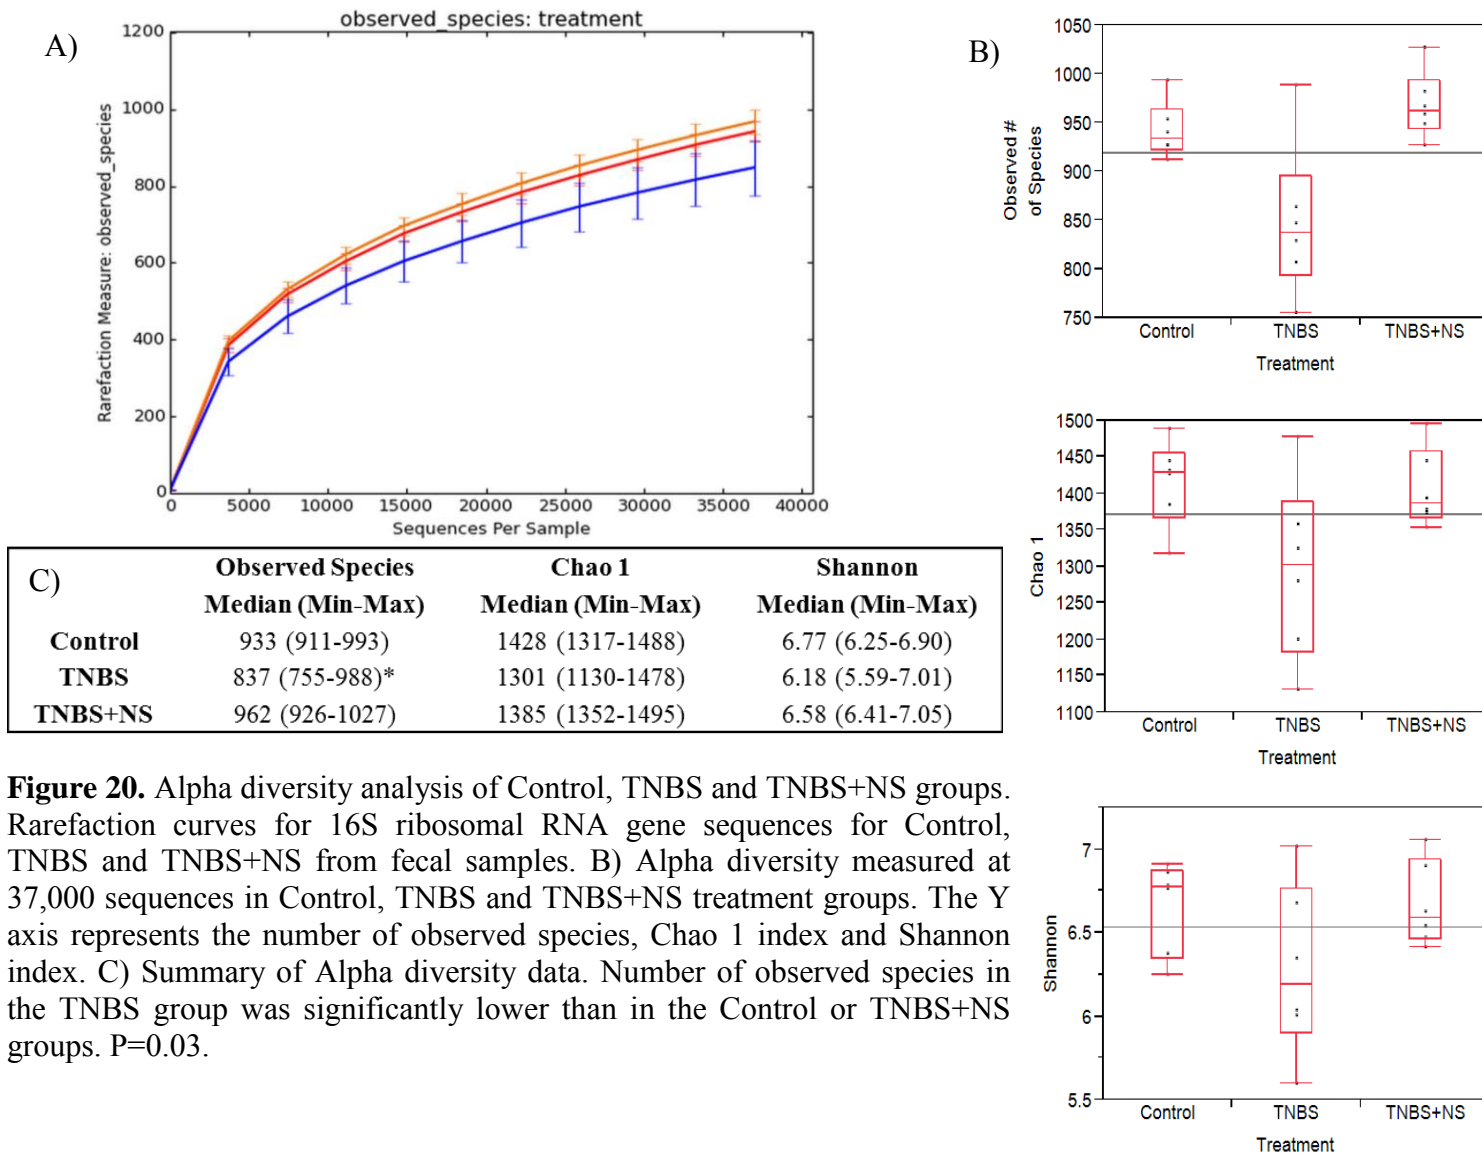 A)
observed_species: treatment
1200
1000
800
600
400
200
0
Rarefaction Measure: observed_species
0 5000 10000 15000 20000 25000 30000 35000 40000
Sequences Per Sample
B)
1050
1000
950
900
850
800
750
Observed #
of Species
Control TNBS TNBS+NS
Treatment
1500
1450
1400
1350
1300
1250
1200
1150
1100
Chao 1
Control TNBS TNBS+NS
Treatment
7
6.5
6
5.5
Shannon
Control TNBS TNBS+NS
Treatment
C)
Observed Species Chao 1 Shannon
Median (Min-Max) Median (Min-Max) Median (Min-Max)
Control 933 (911-993) 1428 (1317-1488) 6.77 (6.25-6.90)
TNBS 837 (755-988)* 1301 (1130-1478) 6.18 (5.59-7.01)
TNBS+NS 962 (926-1027) 1385 (1352-1495) 6.58 (6.41-7.05)
Figure 20. Alpha diversity analysis of Control, TNBS and TNBS+NS groups.
Rarefaction curves for 16S ribosomal RNA gene sequences for Control,
TNBS and TNBS+NS from fecal samples. B) Alpha diversity measured at
37,000 sequences in Control, TNBS and TNBS+NS treatment groups. The Y
axis represents the number of observed species, Chao 1 index and Shannon
index. C) Summary of Alpha diversity data. Number of observed species in
the TNBS group was significantly lower than in the Control or TNBS+NS
groups. P=0.03.